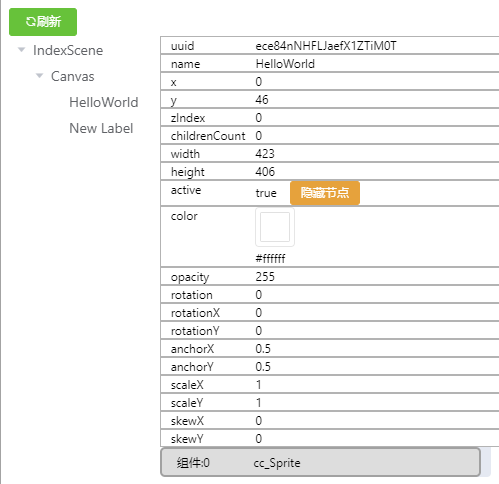 刷新
IndexScene
Canvas
HelloWorld
New Label
uuid ece84nNHFLJaefX1ZTiM0T
name HelloWorld
x 0
y 46
zIndex 0
childrenCount 0
width 423
height 406
active true 隐藏节点
color
#ffffff
opacity 255
rotation 0
rotationX 0
rotationY 0
anchorX 0.5
anchorY 0.5
scaleX 1
scaleY 1
skewX 0
skewY 0
组件:0 cc_Sprite